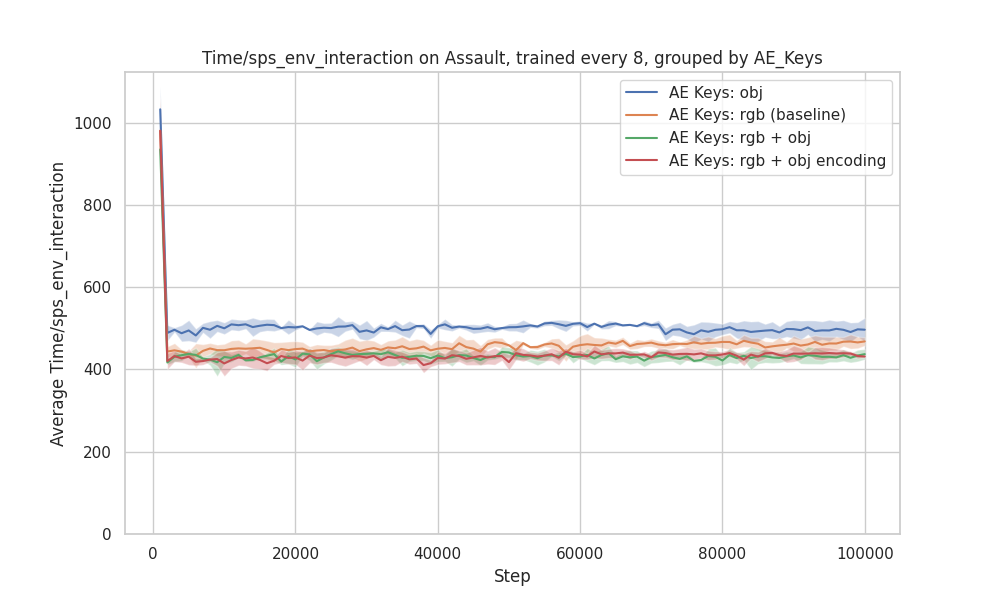 Time/sps_env_interaction on Assault, trained every 8, grouped by AE_Keys
AE Keys: obj
AE Keys: rgb (baseline)
AE Keys: rgb + obj
AE Keys: rgb + obj encoding
Average Time/sps_env_interaction
1000
800
600
400
200
0
0 20000 40000 60000 80000 100000
Step